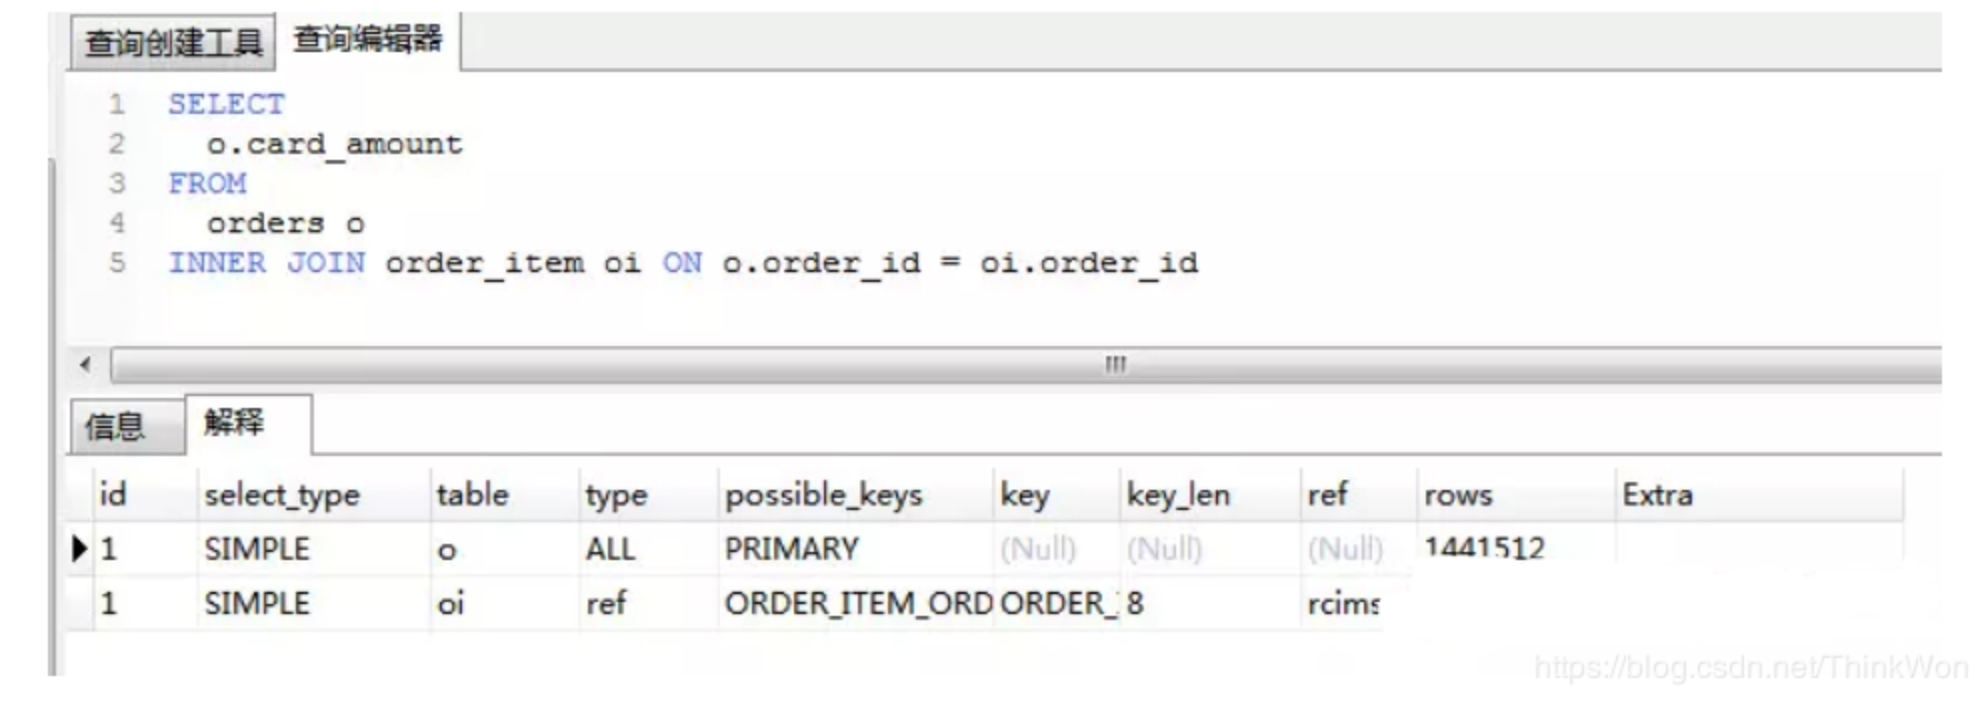 查询创建工具 查询编辑器
1 SELECT
2 o.card_amount
3 FROM
4 orders o
5 INNER JOIN order_item oi ON o.order_id = oi.order_id
信息 解释
id select_type table type possible_keys key key_len ref rows Extra
1 SIMPLE o ALL PRIMARY (Null) (Null) (Null) 1441512
1 SIMPLE oi ref ORDER_ITEM_ORD ORDER_ 8 rcims
https://blog.csdn.net/ThinkWon